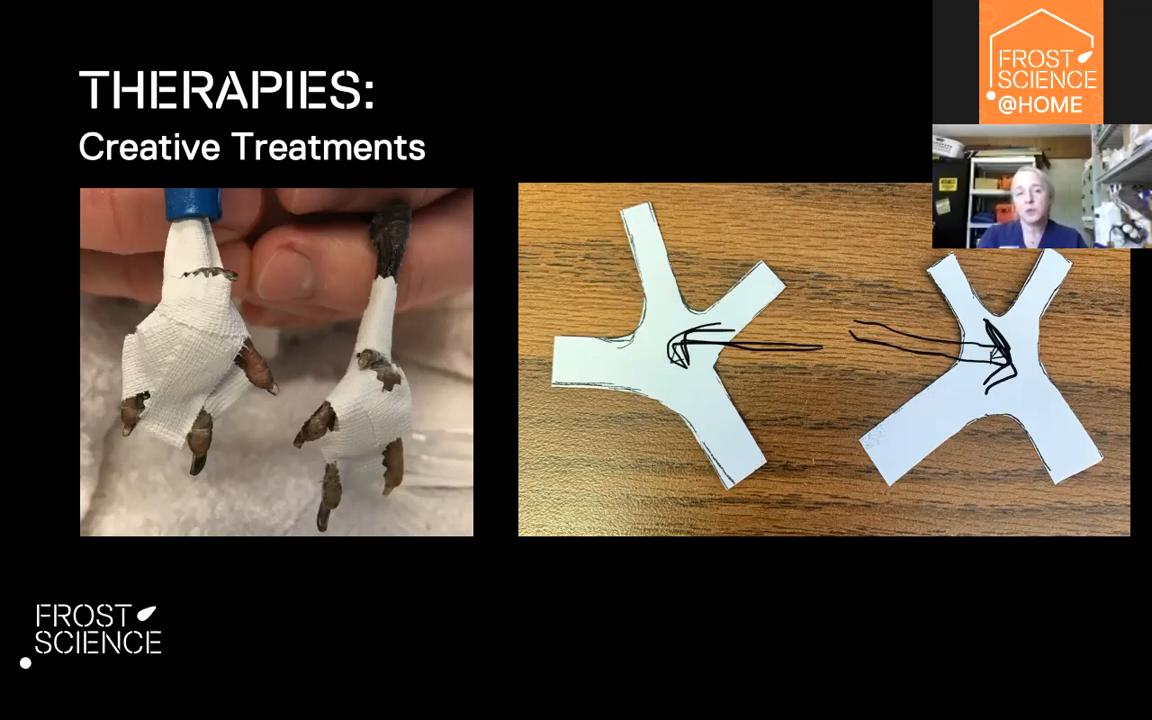 THERAPIES:
Creative Treatments
FROST
SCIENCE
@HOME
FROST
SCIENCE